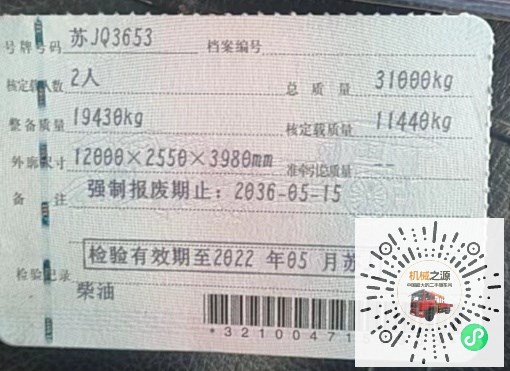 号牌号码 苏JQ3653 档案编号
核定载人数 2人 总质量 31000kg
整备质量 19430kg 核定载质量 11440kg
外廓尺寸 12000×2550×3980mm 准牵引总质量 --
备注 强制报废期止：2036-05-15
检验有效期至2022 年05 月苏
检验记录
柴油
*321004715
机械之源